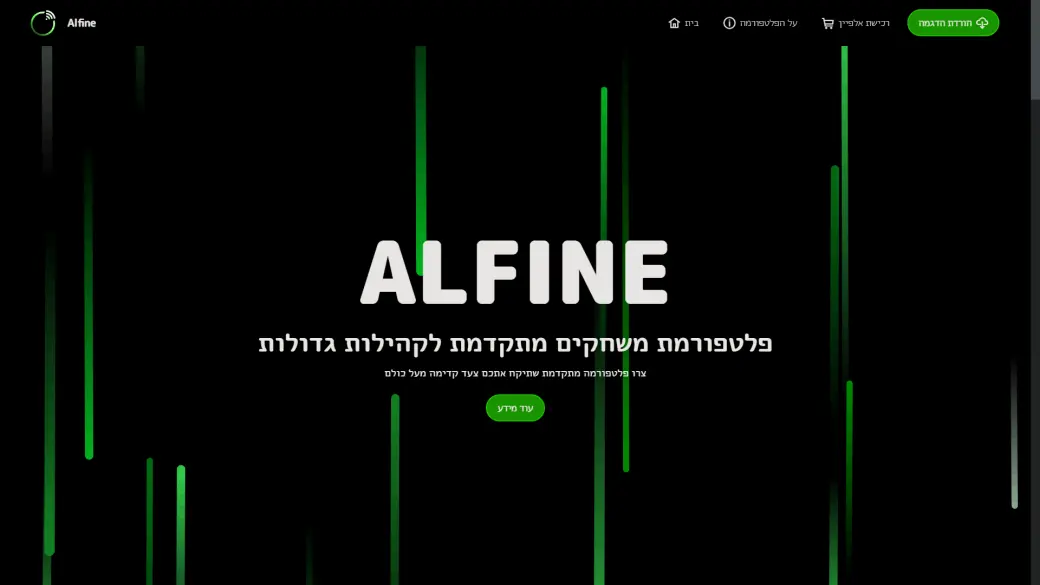 Alfine
בית
על הפלטפורמה
רכישת אלפיין
הורדת הדגמה
ALFINE
פלטפורמת משחקים מתקדמת לקהילות גדולות
צרו פלטפורמה מתקדמת שתיקח אתכם צעד קדימה מעל כולם
עוד מידע